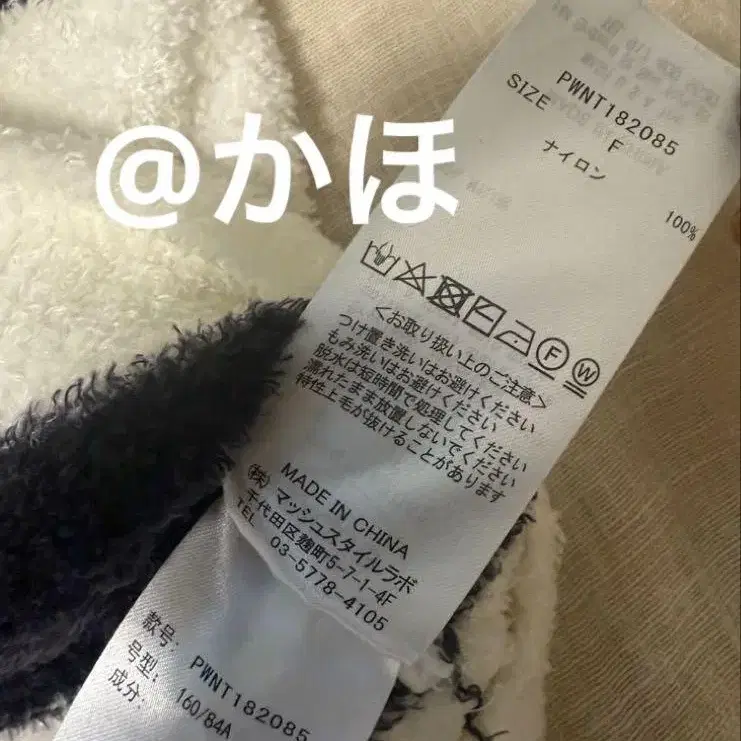 @かほ
PWNT182085
SIZE F
ナイロン 100%
<お取り扱い上のご注意>
つけ置き洗いはお避けください
もみ洗いはお避けください
脱水は短時間で処理してください
濡れたまま放置しないでください
特性上毛が抜けることがあります
MADE IN CHINA
(株)マッシュスタイルラボ
千代田区麹町5-7-1-4F
TEL 03-5778-4105
款号: PWNT182085
号型: 160/84A
成分: